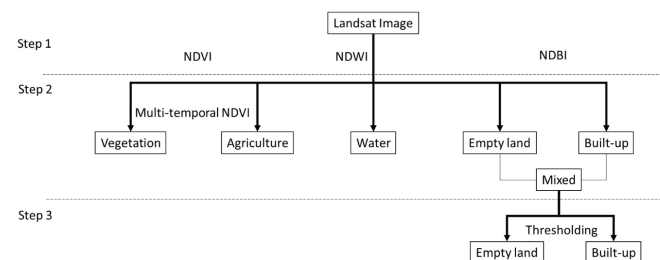 Landsat Image
Step 1
NDVI NDWI NDBI
Step 2
Multi-temporal NDVI
Vegetation Agriculture Water Empty land Built-up
Mixed
Step 3
Thresholding
Empty land Built-up